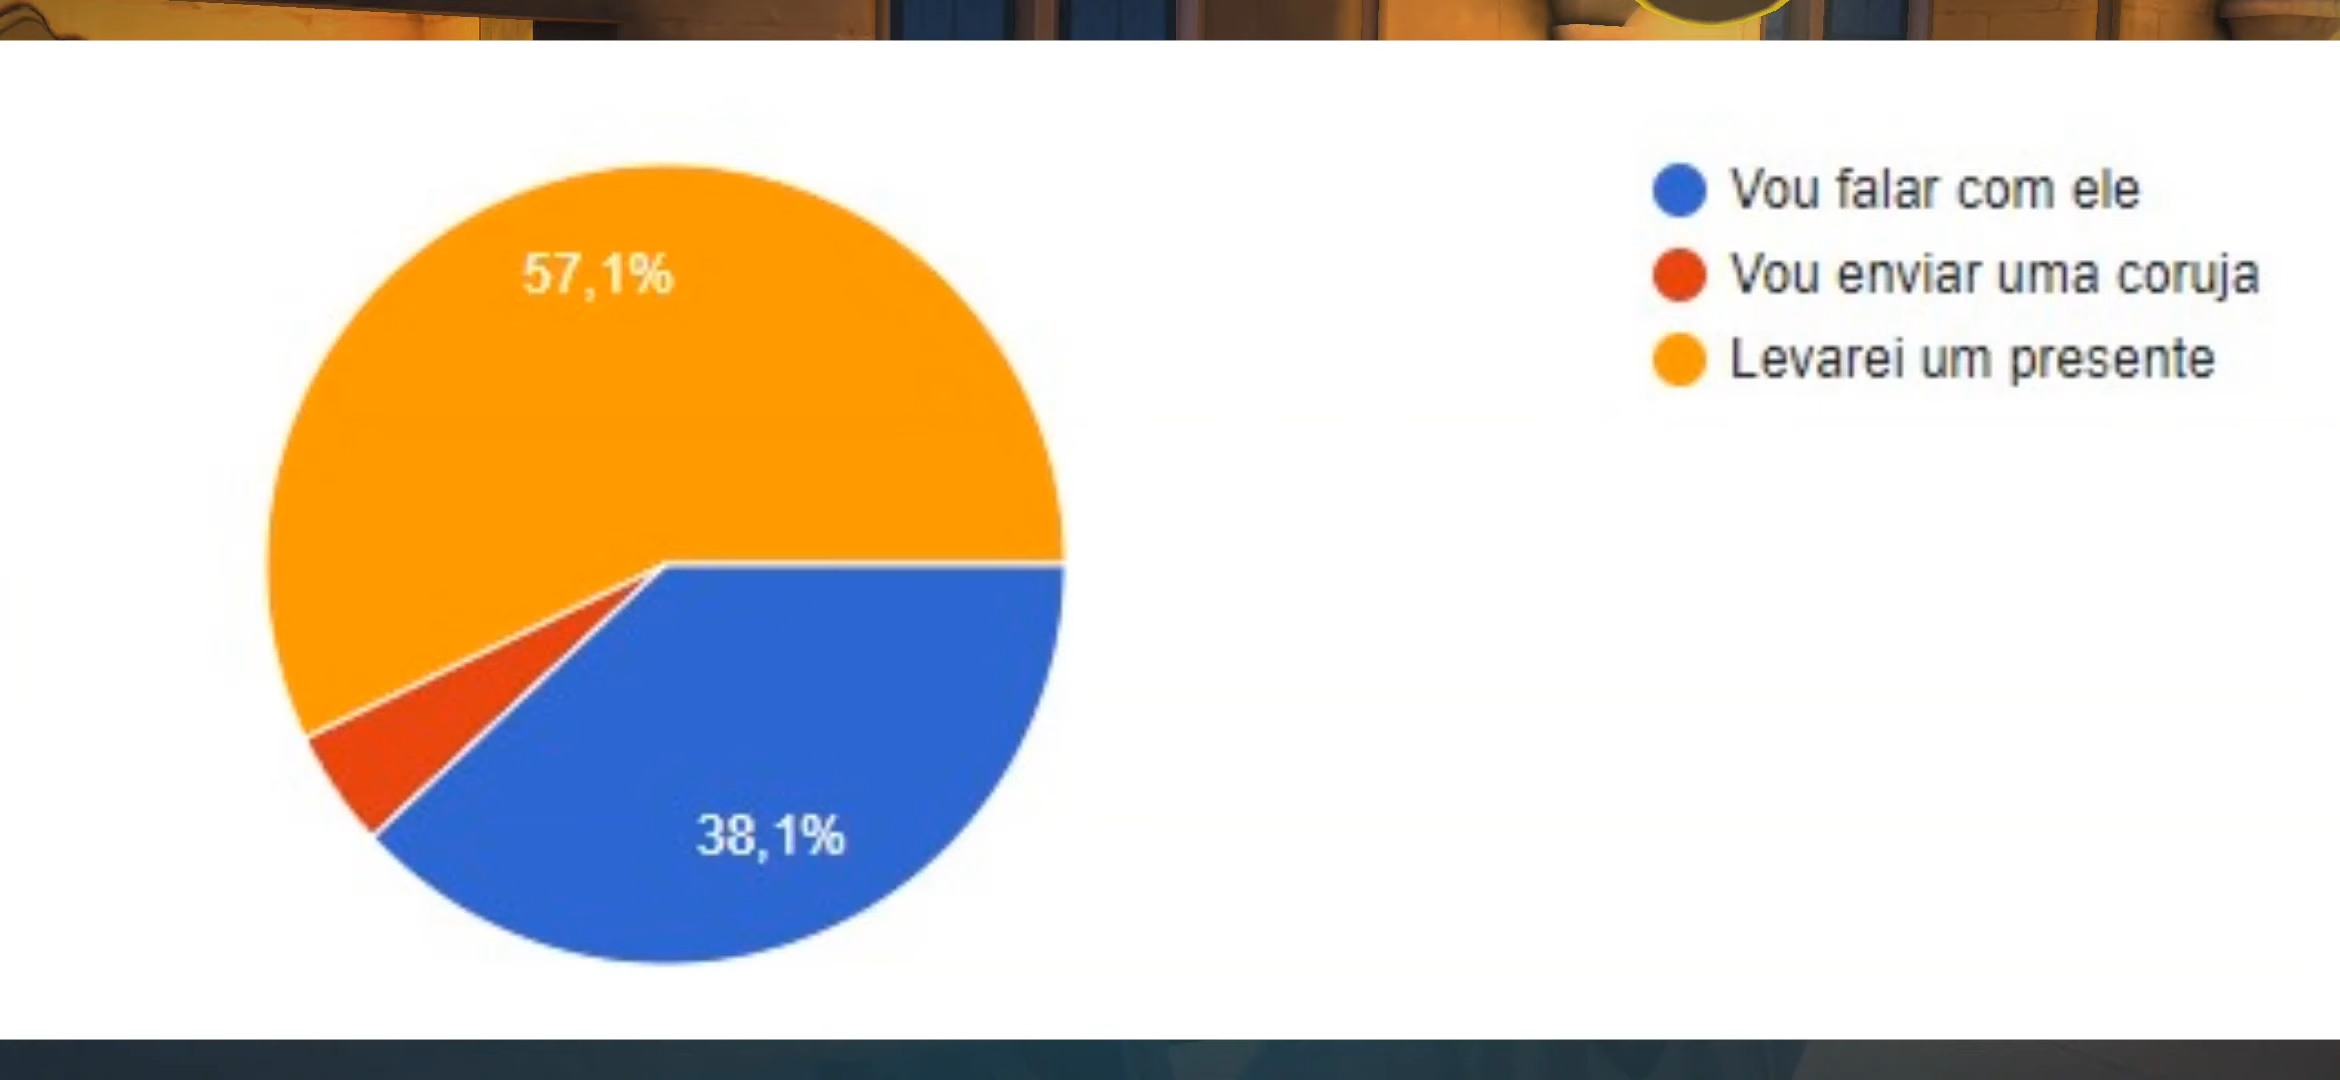 Vou falar com ele
Vou enviar uma coruja
Levarei um presente
57,1%
38,1%